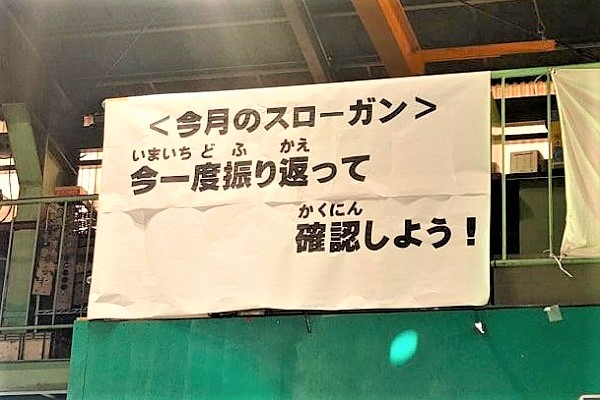 ＜今月のスローガン＞
いまいちどふかえ
今一度振り返って
かくにん
確認しよう！